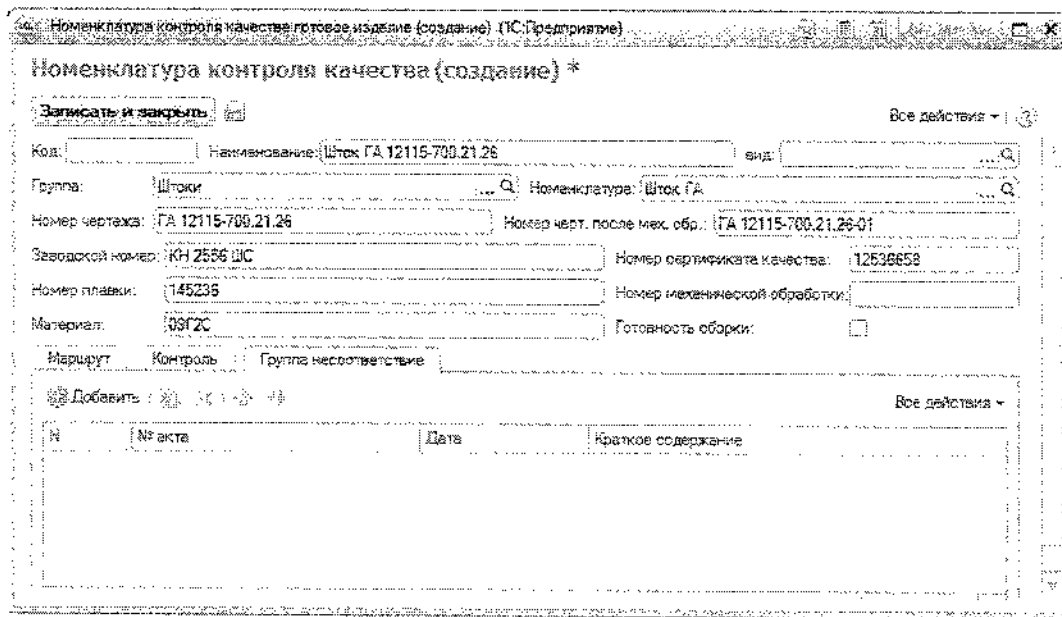 Номенклатура контроля качества готовое изделие (создание) (1С:Предприятие)
Номенклатура контроля качества (создание) *
Записать и закрыть Все действия
Код: Наименование: Шток ГА 12115-700.21.26 вид:
Группа: Штоки Номенклатура: Шток ГА
Номер чертажа: ГА 12115-700.21.26 Номер черт. после мех. обр.: ГА 12115-700.21.26-01
Заводской номер: КН 2556 ШС Номер сертификата качества: 12536658
Номер плавки: 145236 Номер механической обработки:
Материал: 09Г2С Готовность сборки:
Маршрут Контроль Группа несоответствие
Добавить Все действия
N № акта Дата Краткое содержание